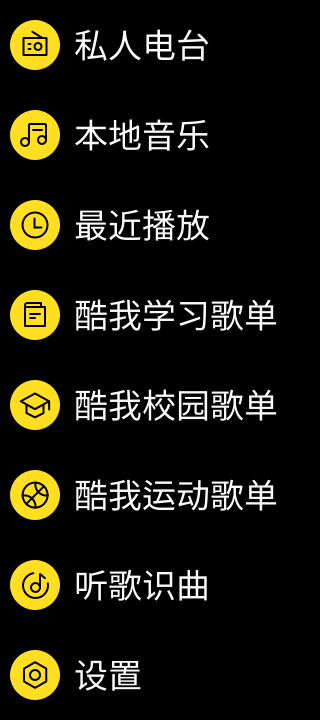 私人电台
本地音乐
最近播放
酷我学习歌单
酷我校园歌单
酷我运动歌单
听歌识曲
设置